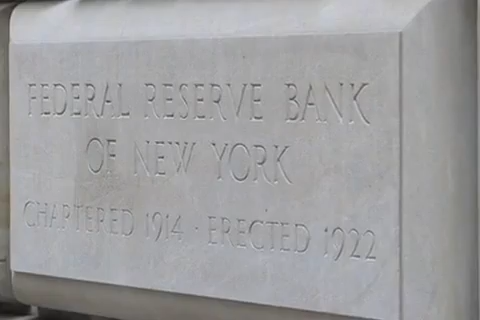 FEDERAL RESERVE BANK
OF NEW YORK
CHARTERED 1914 · ERECTED 1922